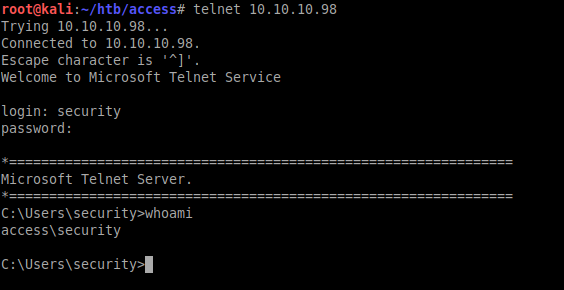 root@kali:~/htb/access# telnet 10.10.10.98
Trying 10.10.10.98...
Connected to 10.10.10.98.
Escape character is '^]'.
Welcome to Microsoft Telnet Service
login: security
password:
*===============================================================
Microsoft Telnet Server.
*===============================================================
C:\Users\security>whoami
access\security
C:\Users\security>